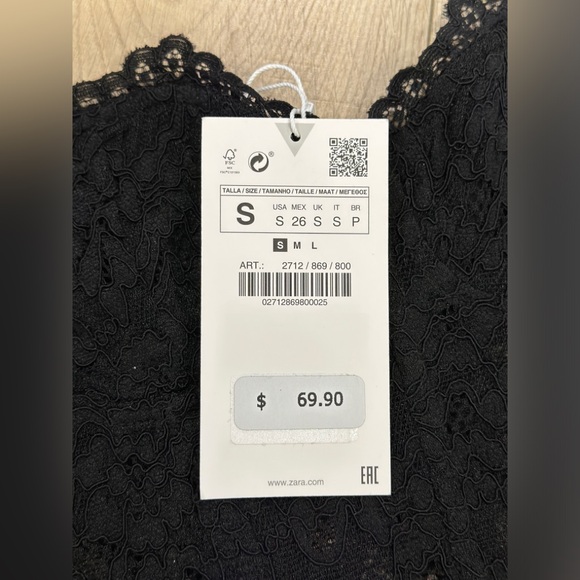 FSC
®
TALLA / SIZE / TAMANHO / TAILLE / MAAT / ΜΕΓΕΘΟΣ
S
USA MEX UK IT BR
S 26 S S P
S M L
ART.: 2712 / 869 / 800
02712869800025
$ 69.90
www.zara.com
EAC